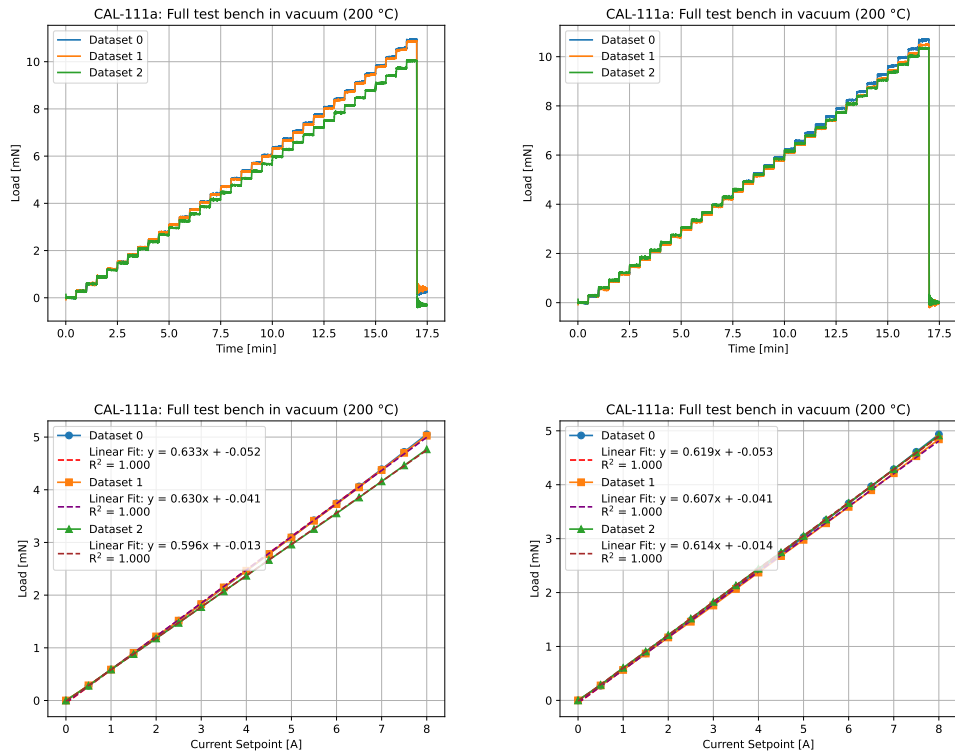 CAL-111a: Full test bench in vacuum (200 °C)
Dataset 0
Dataset 1
Dataset 2
Load [mN]
10
8
6
4
2
0
0.0 2.5 5.0 7.5 10.0 12.5 15.0 17.5
Time [min]
CAL-111a: Full test bench in vacuum (200 °C)
Dataset 0
Dataset 1
Dataset 2
Load [mN]
10
8
6
4
2
0
0.0 2.5 5.0 7.5 10.0 12.5 15.0 17.5
Time [min]
CAL-111a: Full test bench in vacuum (200 °C)
Dataset 0
Linear Fit: y = 0.633x + -0.052
R² = 1.000
Dataset 1
Linear Fit: y = 0.630x + -0.041
R² = 1.000
Dataset 2
Linear Fit: y = 0.596x + -0.013
R² = 1.000
Load [mN]
5
4
3
2
1
0
0 1 2 3 4 5 6 7 8
Current Setpoint [A]
CAL-111a: Full test bench in vacuum (200 °C)
Dataset 0
Linear Fit: y = 0.619x + -0.053
R² = 1.000
Dataset 1
Linear Fit: y = 0.607x + -0.041
R² = 1.000
Dataset 2
Linear Fit: y = 0.614x + -0.014
R² = 1.000
Load [mN]
5
4
3
2
1
0
0 1 2 3 4 5 6 7 8
Current Setpoint [A]